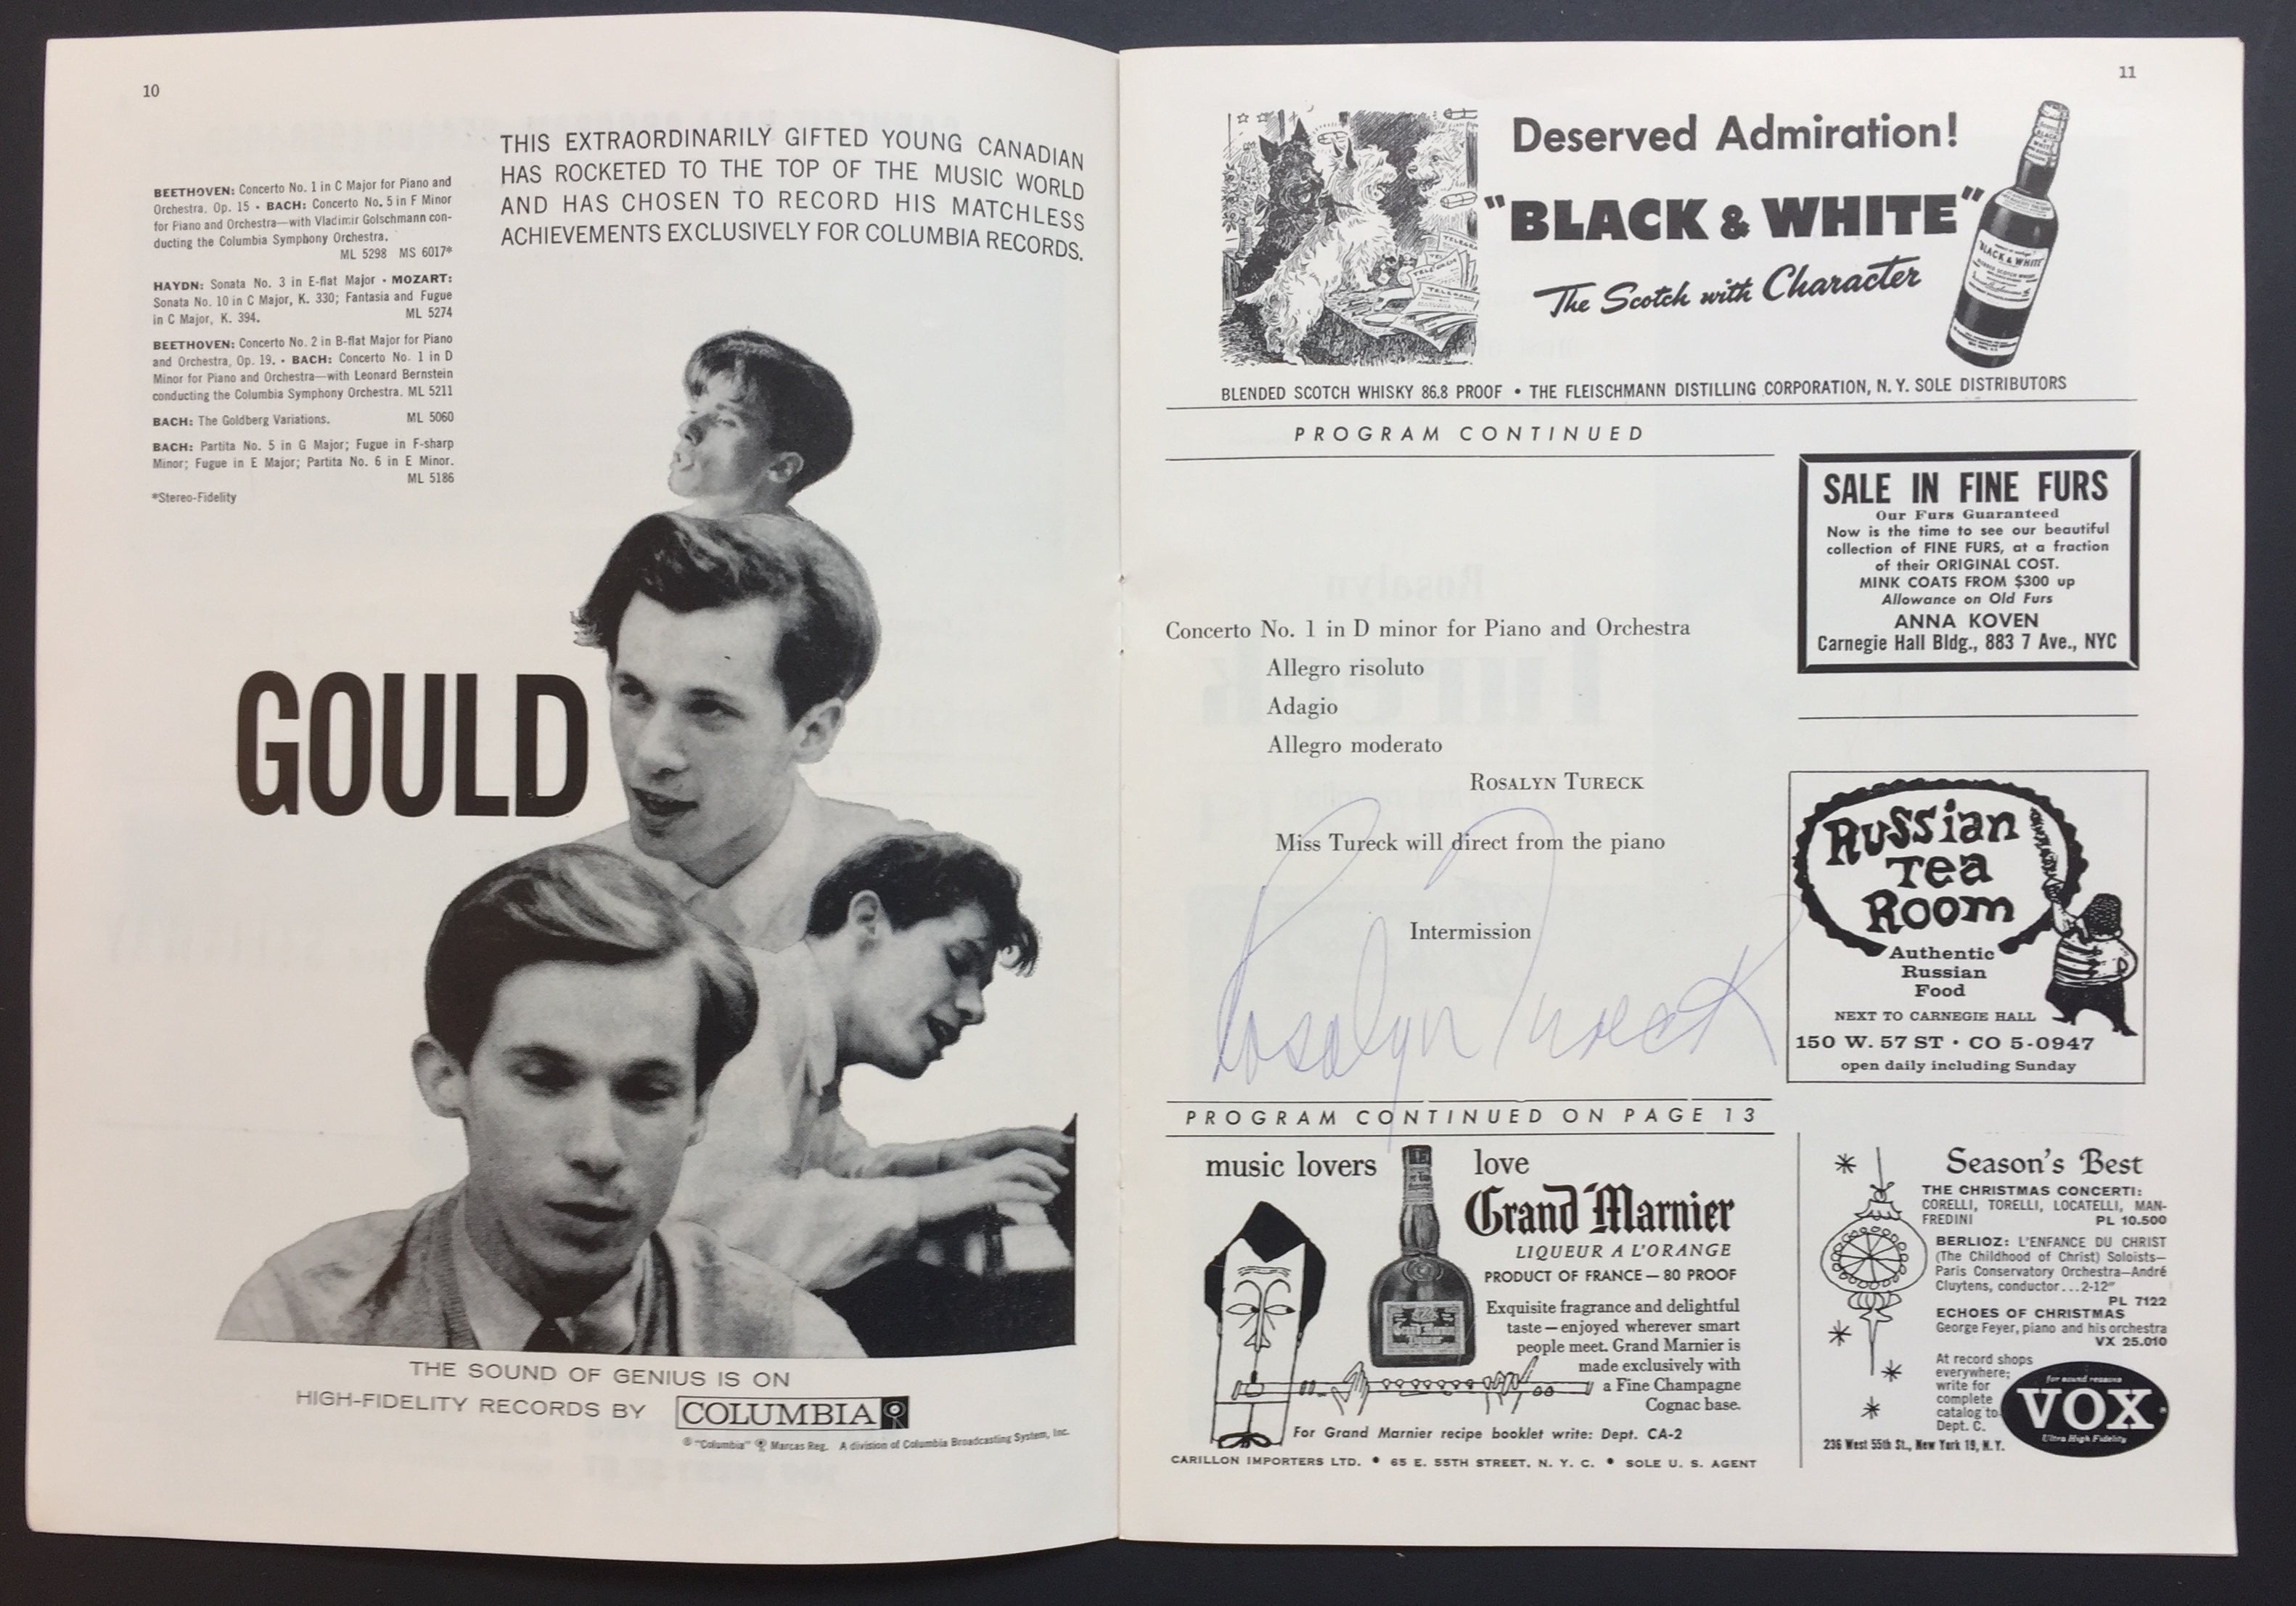 10
THIS EXTRAORDINARILY GIFTED YOUNG CANADIAN
HAS ROCKETED TO THE TOP OF THE MUSIC WORLD
AND HAS CHOSEN TO RECORD HIS MATCHLESS
ACHIEVEMENTS EXCLUSIVELY FOR COLUMBIA RECORDS.
BEETHOVEN: Concerto No. 1 in C Major for Piano and
Orchestra. Op. 15 • BACH: Concerto No. 5 in F Minor
for Piano and Orchestra—with Vladimir Golschmann con-
ducting the Columbia Symphony Orchestra.
ML 5298 MS 6017*
HAYDN: Sonata No. 3 in E-flat Major • MOZART:
Sonata No. 10 in C Major, K. 330; Fantasia and Fugue
in C Major, K. 394. ML 5274
BEETHOVEN: Concerto No. 2 in B-flat Major for Piano
and Orchestra, Op. 19. • BACH: Concerto No. 1 in D
Minor for Piano and Orchestra—with Leonard Bernstein
conducting the Columbia Symphony Orchestra. ML 5211
BACH: The Goldberg Variations. ML 5060
BACH: Partita No. 5 in G Major; Fugue in F-sharp
Minor; Fugue in E Major; Partita No. 6 in E Minor.
ML 5186
*Stereo-Fidelity
GOULD
THE SOUND OF GENIUS IS ON
HIGH-FIDELITY RECORDS BY COLUMBIA
® "Columbia" Marcas Reg. A division of Columbia Broadcasting System, Inc.
11
Deserved Admiration!
"BLACK & WHITE"
The Scotch with Character
BLACK & WHITE
BLENDED SCOTCH WHISKY 86.8 PROOF • THE FLEISCHMANN DISTILLING CORPORATION, N. Y. SOLE DISTRIBUTORS
PROGRAM CONTINUED
Concerto No. 1 in D minor for Piano and Orchestra
Allegro risoluto
Adagio
Allegro moderato
ROSALYN TURECK
Miss Tureck will direct from the piano
Intermission
Rosalyn Tureck
PROGRAM CONTINUED ON PAGE 13
SALE IN FINE FURS
Our Furs Guaranteed
Now is the time to see our beautiful
collection of FINE FURS, at a fraction
of their ORIGINAL COST.
MINK COATS FROM $300 up
Allowance on Old Furs
ANNA KOVEN
Carnegie Hall Bldg., 883 7 Ave., NYC
Russian
Tea
Room
Authentic
Russian
Food
NEXT TO CARNEGIE HALL
150 W. 57 ST • CO 5-0947
open daily including Sunday
music lovers love
Grand Marnier
LIQUEUR A L'ORANGE
PRODUCT OF FRANCE — 80 PROOF
Exquisite fragrance and delightful
taste — enjoyed wherever smart
people meet. Grand Marnier is
made exclusively with
a Fine Champagne
Cognac base.
For Grand Marnier recipe booklet write: Dept. CA-2
CARILLON IMPORTERS LTD. • 65 E. 55TH STREET, N. Y. C. • SOLE U. S. AGENT
Season's Best
THE CHRISTMAS CONCERTI:
CORELLI, TORELLI, LOCATELLI, MAN-
FREDINI PL 10.500
BERLIOZ: L'ENFANCE DU CHRIST
(The Childhood of Christ) Soloists—
Paris Conservatory Orchestra—André
Cluytens, conductor...2-12"
PL 7122
ECHOES OF CHRISTMAS
George Feyer, piano and his orchestra
VX 25.010
At record shops
everywhere;
write for
complete
catalog to
Dept. C.
236 West 55th St., New York 19, N.Y.
for sound reasons
VOX
Ultra High Fidelity